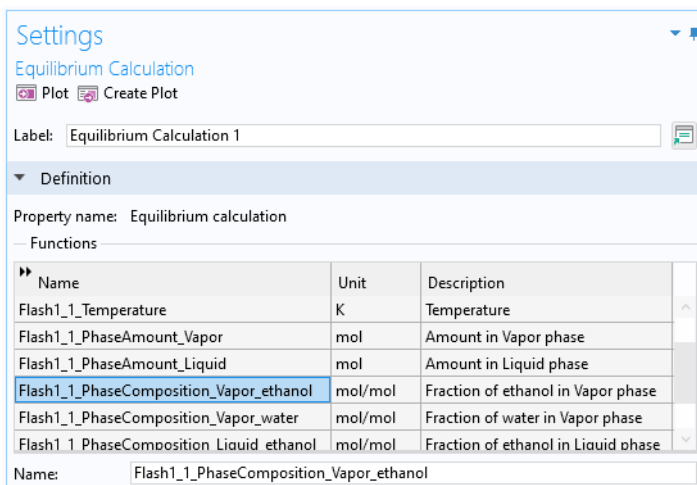 Settings
Equilibrium Calculation
Plot Create Plot
Label: Equilibrium Calculation 1
Definition
Property name: Equilibrium calculation
Functions
Name Unit Description
Flash1_1_Temperature K Temperature
Flash1_1_PhaseAmount_Vapor mol Amount in Vapor phase
Flash1_1_PhaseAmount_Liquid mol Amount in Liquid phase
Flash1_1_PhaseComposition_Vapor_ethanol mol/mol Fraction of ethanol in Vapor phase
Flash1_1_PhaseComposition_Vapor_water mol/mol Fraction of water in Vapor phase
Flash1_1_PhaseComposition_Liquid_ethanol mol/mol Fraction of ethanol in Liquid phase
Name: Flash1_1_PhaseComposition_Vapor_ethanol